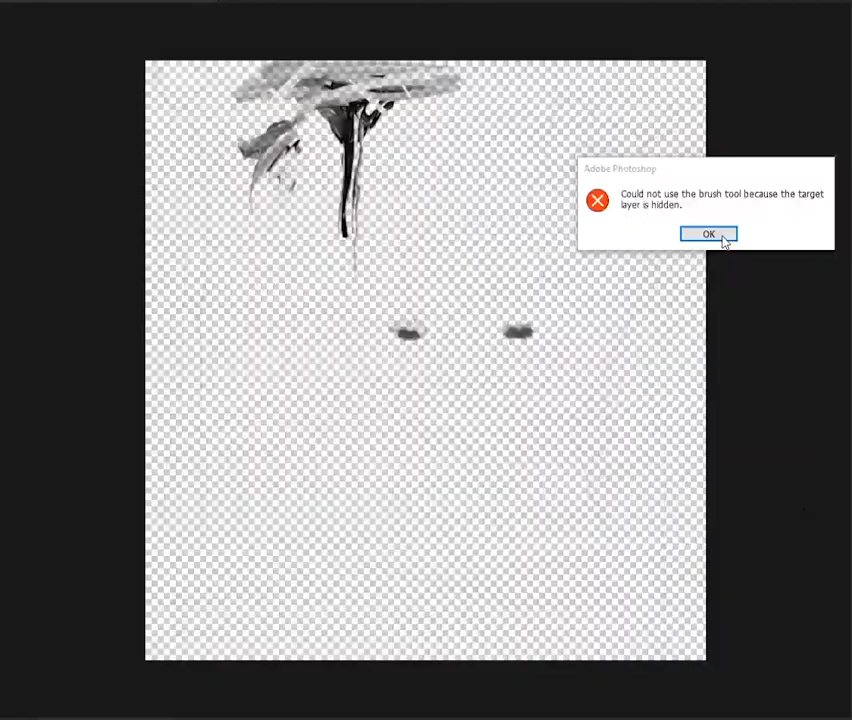 Adobe Photoshop
Could not use the brush tool because the target
layer is hidden.
OK